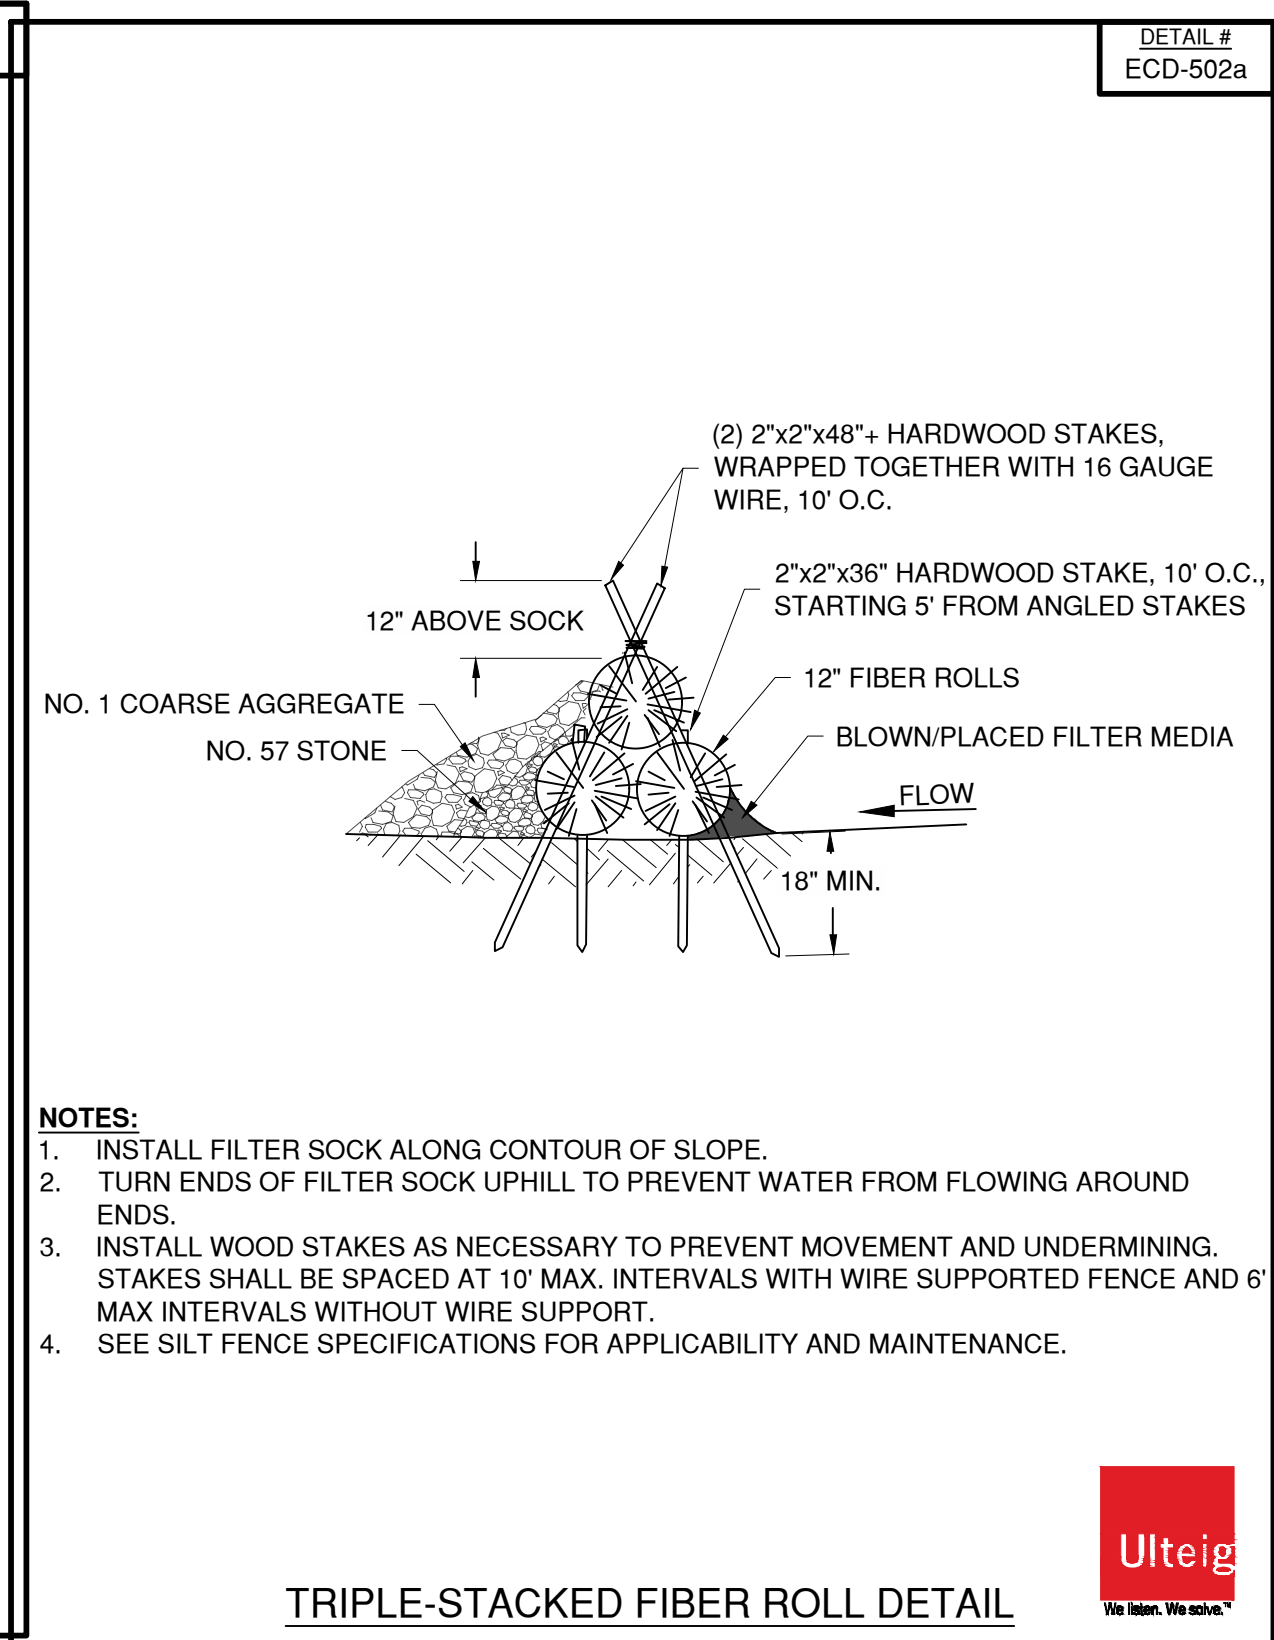 DETAIL #
ECD-502a
(2) 2"x2"x48"+ HARDWOOD STAKES,
WRAPPED TOGETHER WITH 16 GAUGE
WIRE, 10' O.C.
2"x2"x36" HARDWOOD STAKE, 10' O.C.,
STARTING 5' FROM ANGLED STAKES
12" ABOVE SOCK
12" FIBER ROLLS
NO. 1 COARSE AGGREGATE
BLOWN/PLACED FILTER MEDIA
NO. 57 STONE
FLOW
18" MIN.
NOTES:
1. INSTALL FILTER SOCK ALONG CONTOUR OF SLOPE.
2. TURN ENDS OF FILTER SOCK UPHILL TO PREVENT WATER FROM FLOWING AROUND
ENDS.
3. INSTALL WOOD STAKES AS NECESSARY TO PREVENT MOVEMENT AND UNDERMINING.
STAKES SHALL BE SPACED AT 10' MAX. INTERVALS WITH WIRE SUPPORTED FENCE AND 6'
MAX INTERVALS WITHOUT WIRE SUPPORT.
4. SEE SILT FENCE SPECIFICATIONS FOR APPLICABILITY AND MAINTENANCE.
Ulteig
We listen. We solve.™
TRIPLE-STACKED FIBER ROLL DETAIL